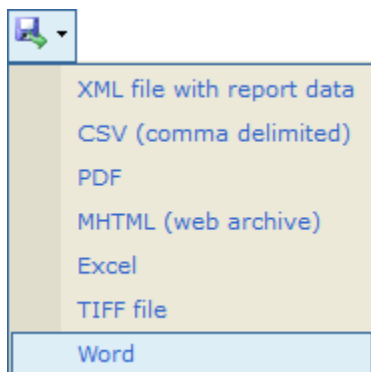 XML file with report data
CSV (comma delimited)
PDF
MHTML (web archive)
Excel
TIFF file
Word